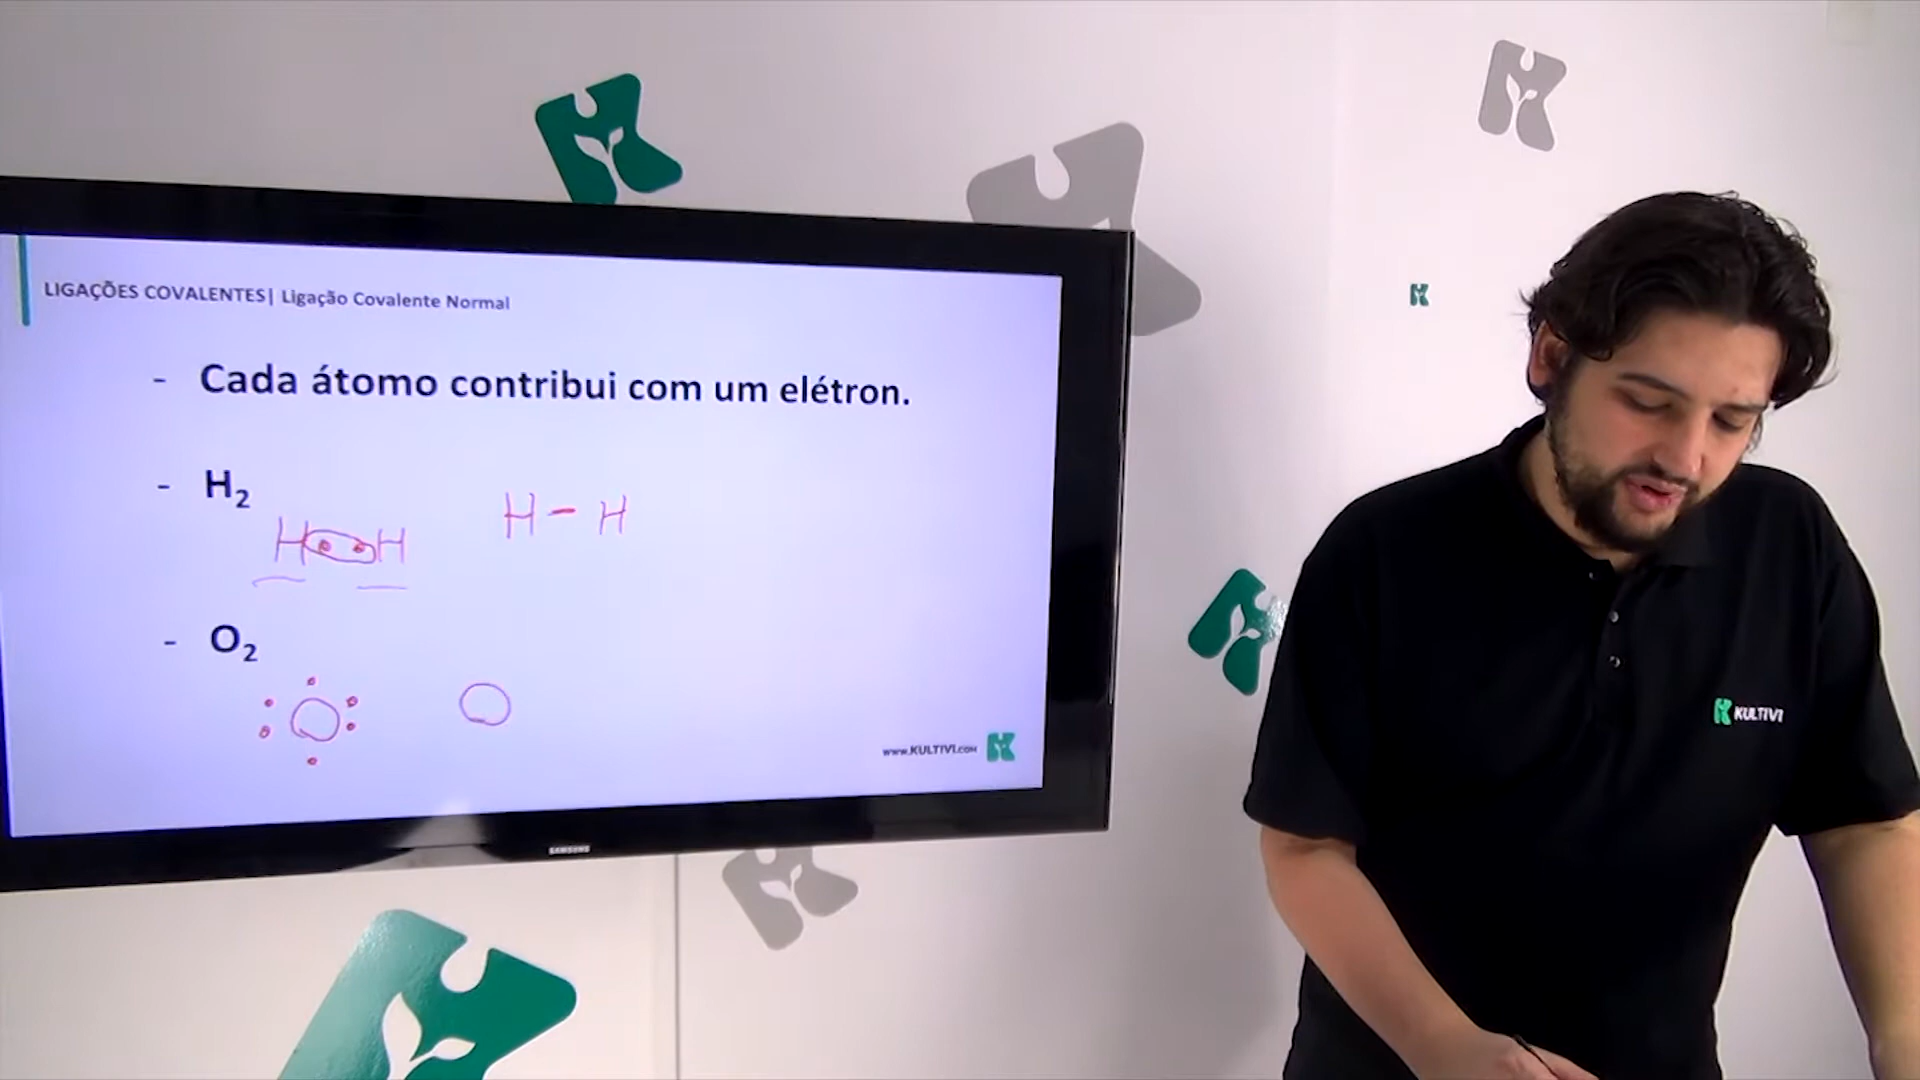 LIGAÇÕES COVALENTES| Ligação Covalente Normal
- Cada átomo contribui com um elétron.
- H₂
H••H H-H
- O₂
O O
www.KULTIVI.COM
SAMSUNG
KULTIVI